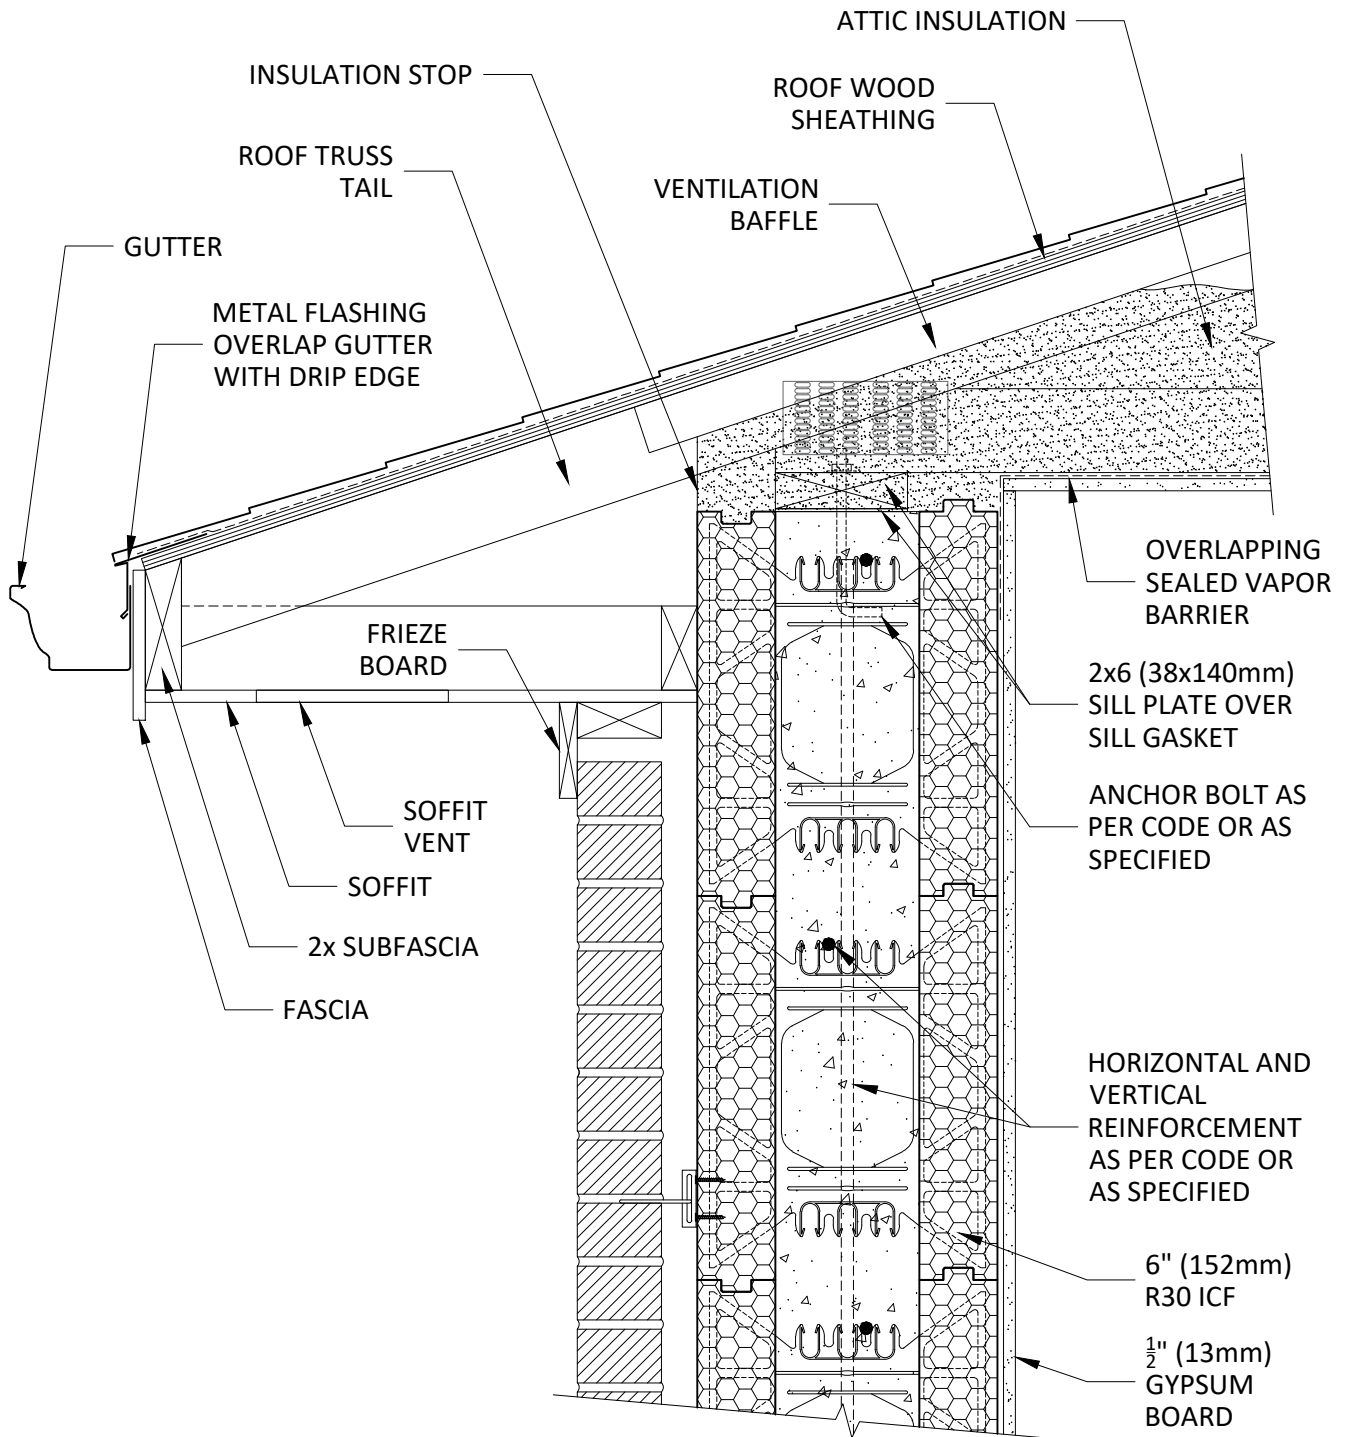 ATTIC INSULATION
INSULATION STOP
ROOF WOOD
SHEATHING
ROOF TRUSS
TAIL
VENTILATION
BAFFLE
GUTTER
METAL FLASHING
OVERLAP GUTTER
WITH DRIP EDGE
OVERLAPPING
SEALED VAPOR
BARRIER
FRIEZE
BOARD
2x6 (38x140mm)
SILL PLATE OVER
SILL GASKET
SOFFIT
VENT
ANCHOR BOLT AS
PER CODE OR AS
SPECIFIED
SOFFIT
2x SUBFASCIA
FASCIA
HORIZONTAL AND
VERTICAL
REINFORCEMENT
AS PER CODE OR
AS SPECIFIED
6" (152mm)
R30 ICF
½" (13mm)
GYPSUM
BOARD